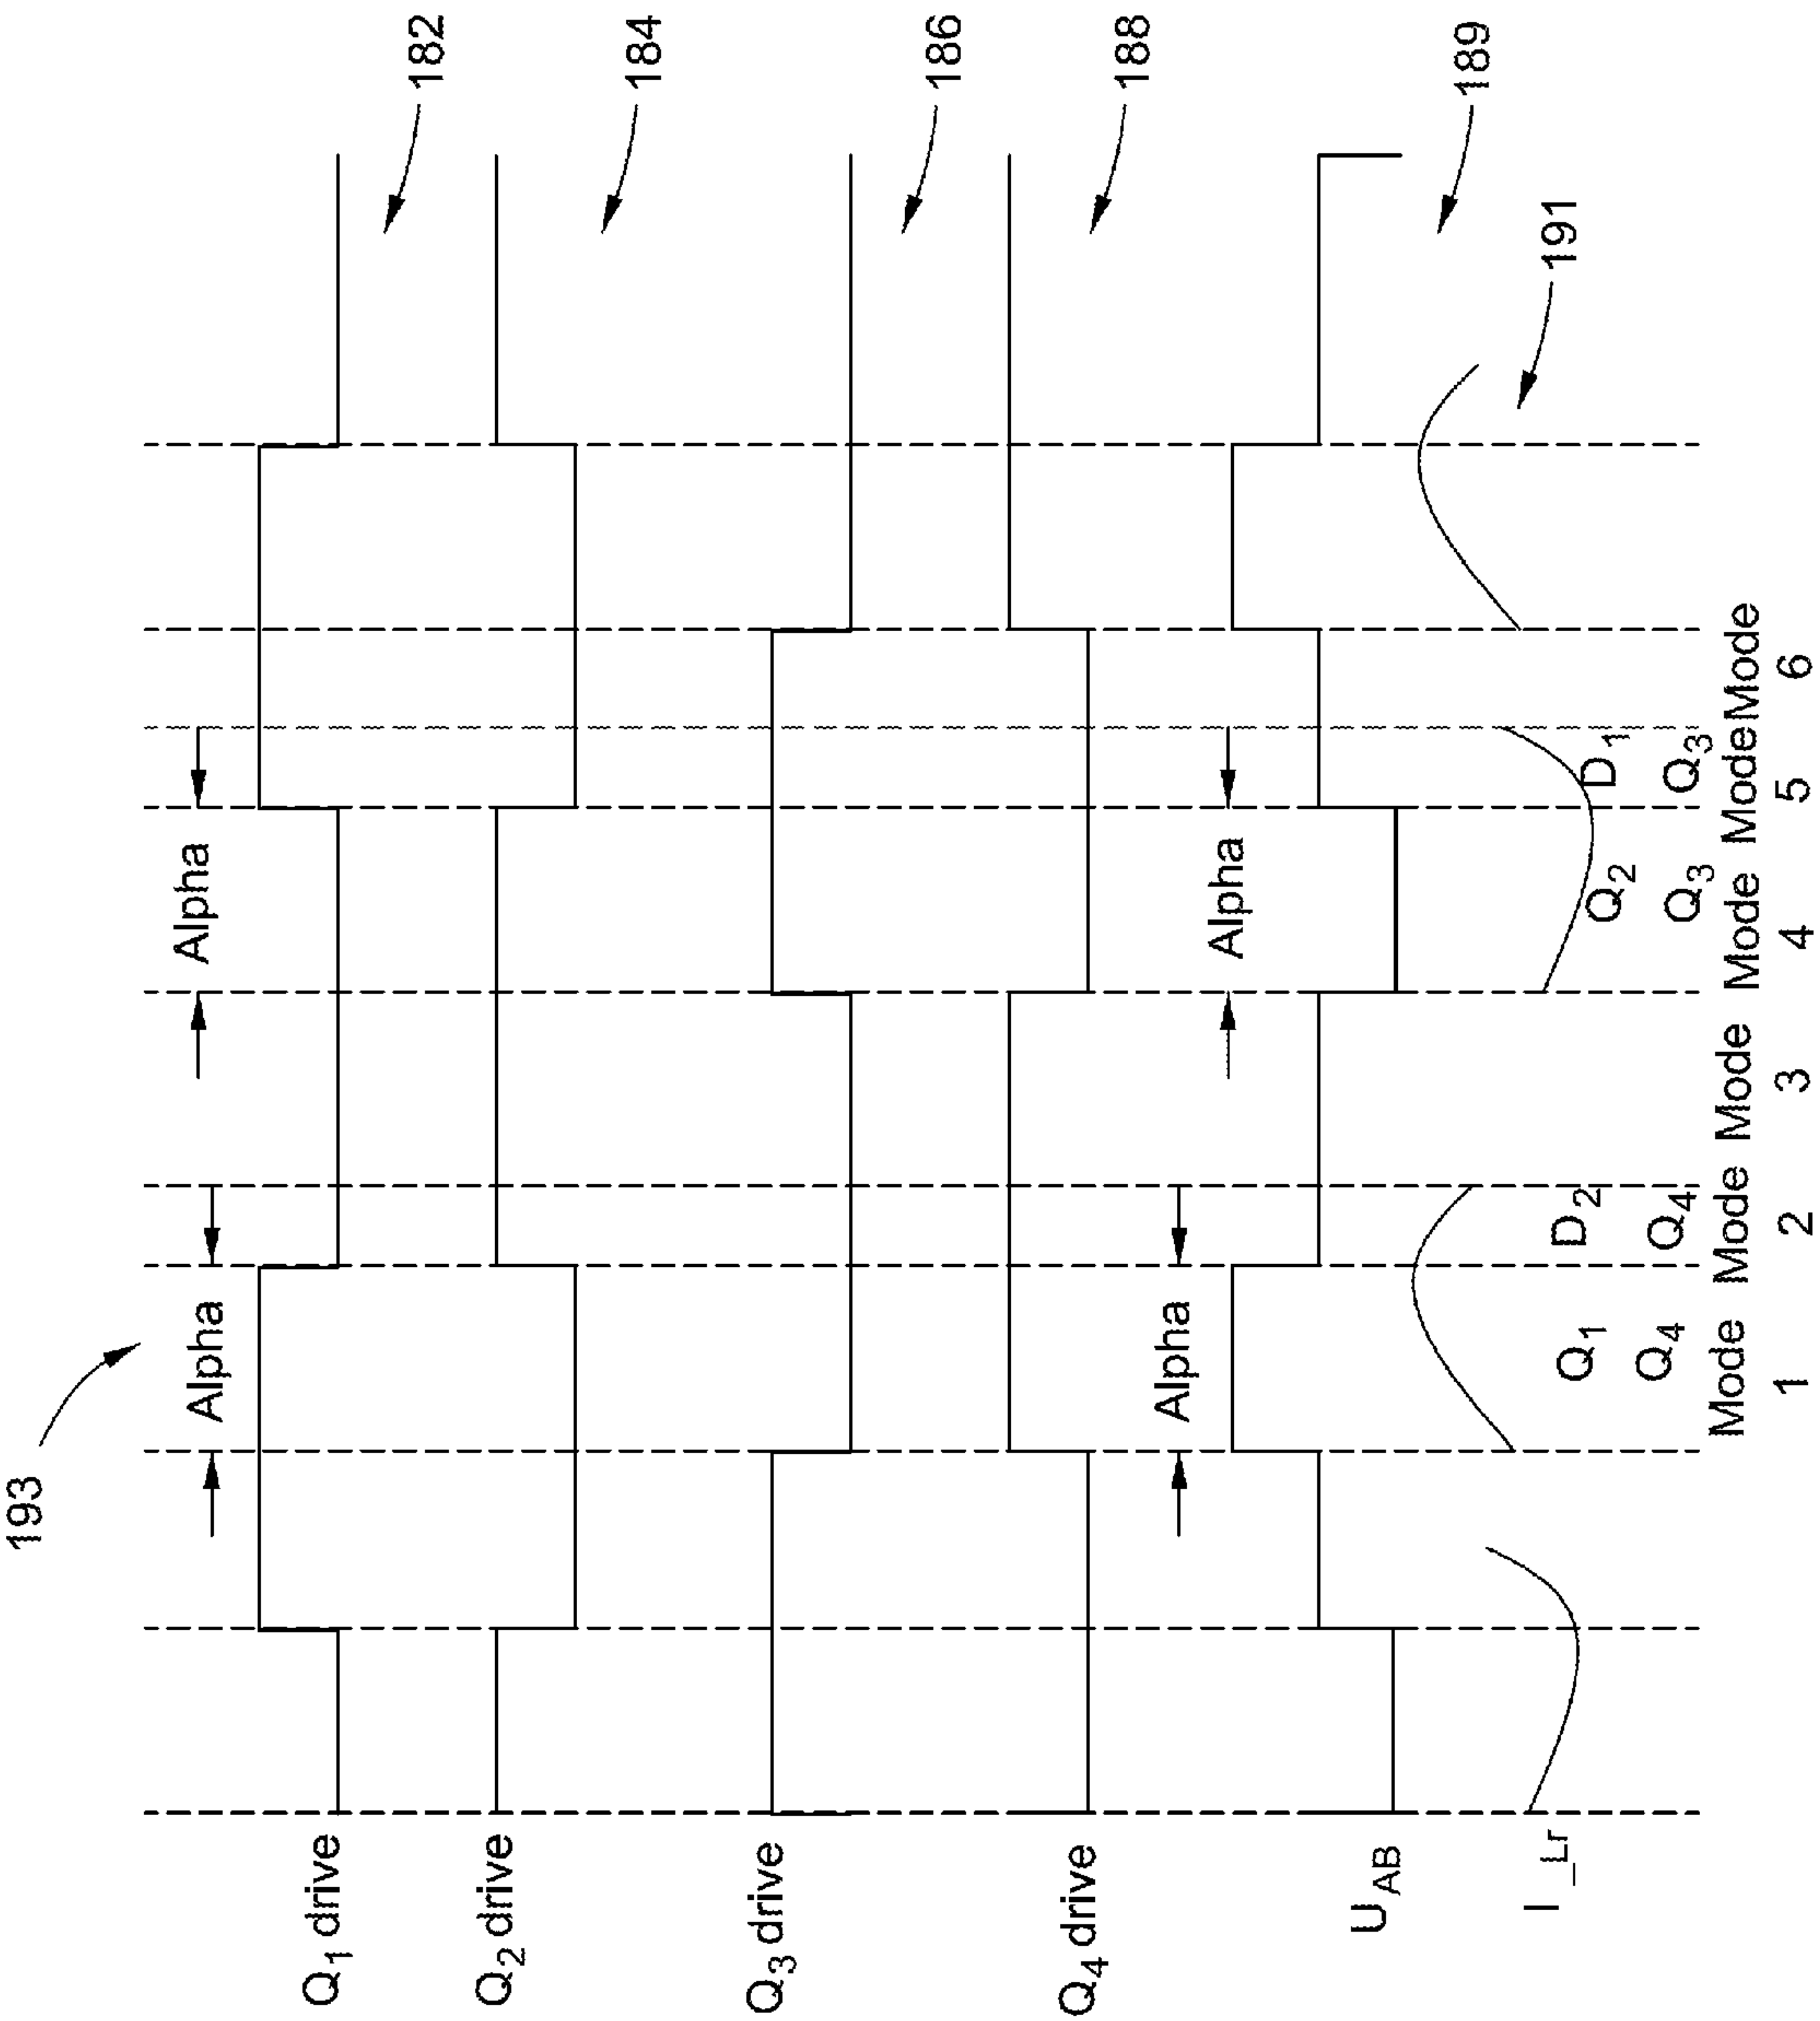 193
Alpha
Alpha
Q1 drive
182
Q2 drive
184
Q3 drive
186
Q4 drive
188
Alpha
Alpha
UAB
189
I_Lr
191
Q1 D2 Q2 D1
Q4 Q4 Q3 Q3
Mode Mode Mode Mode Mode Mode
1 2 3 4 5 6